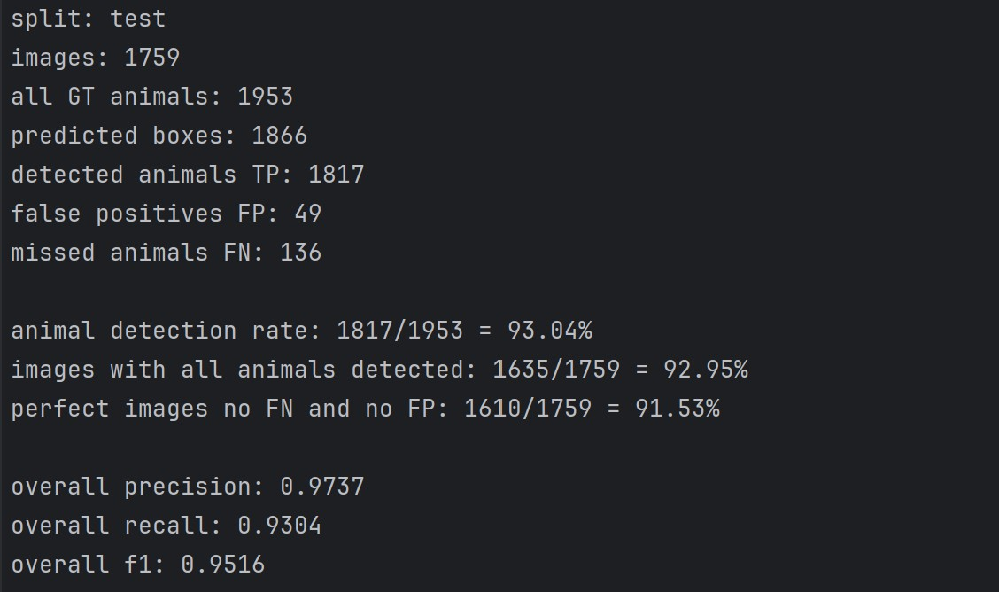 split: test
images: 1759
all GT animals: 1953
predicted boxes: 1866
detected animals TP: 1817
false positives FP: 49
missed animals FN: 136
animal detection rate: 1817/1953 = 93.04%
images with all animals detected: 1635/1759 = 92.95%
perfect images no FN and no FP: 1610/1759 = 91.53%
overall precision: 0.9737
overall recall: 0.9304
overall f1: 0.9516